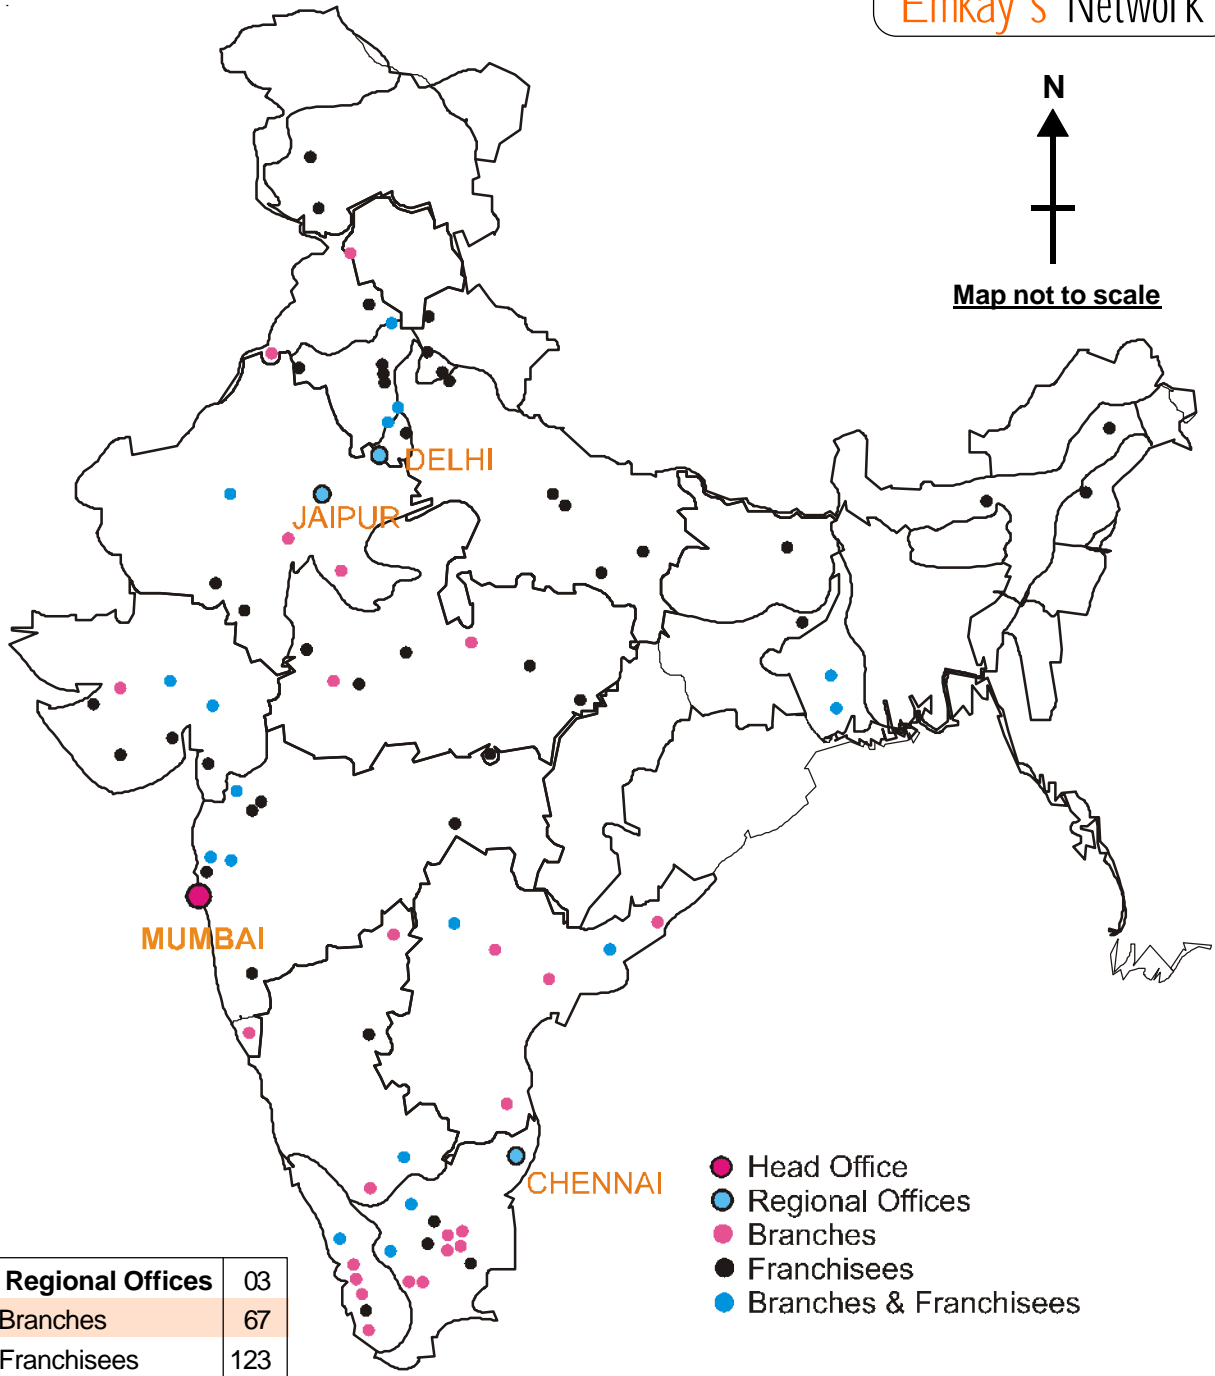 Emkay's Network
N
Map not to scale
DELHI
JAIPUR
MUMBAI
CHENNAI
Head Office
Regional Offices
Branches
Franchisees
Branches & Franchisees
Regional Offices 03
Branches 67
Franchisees 123